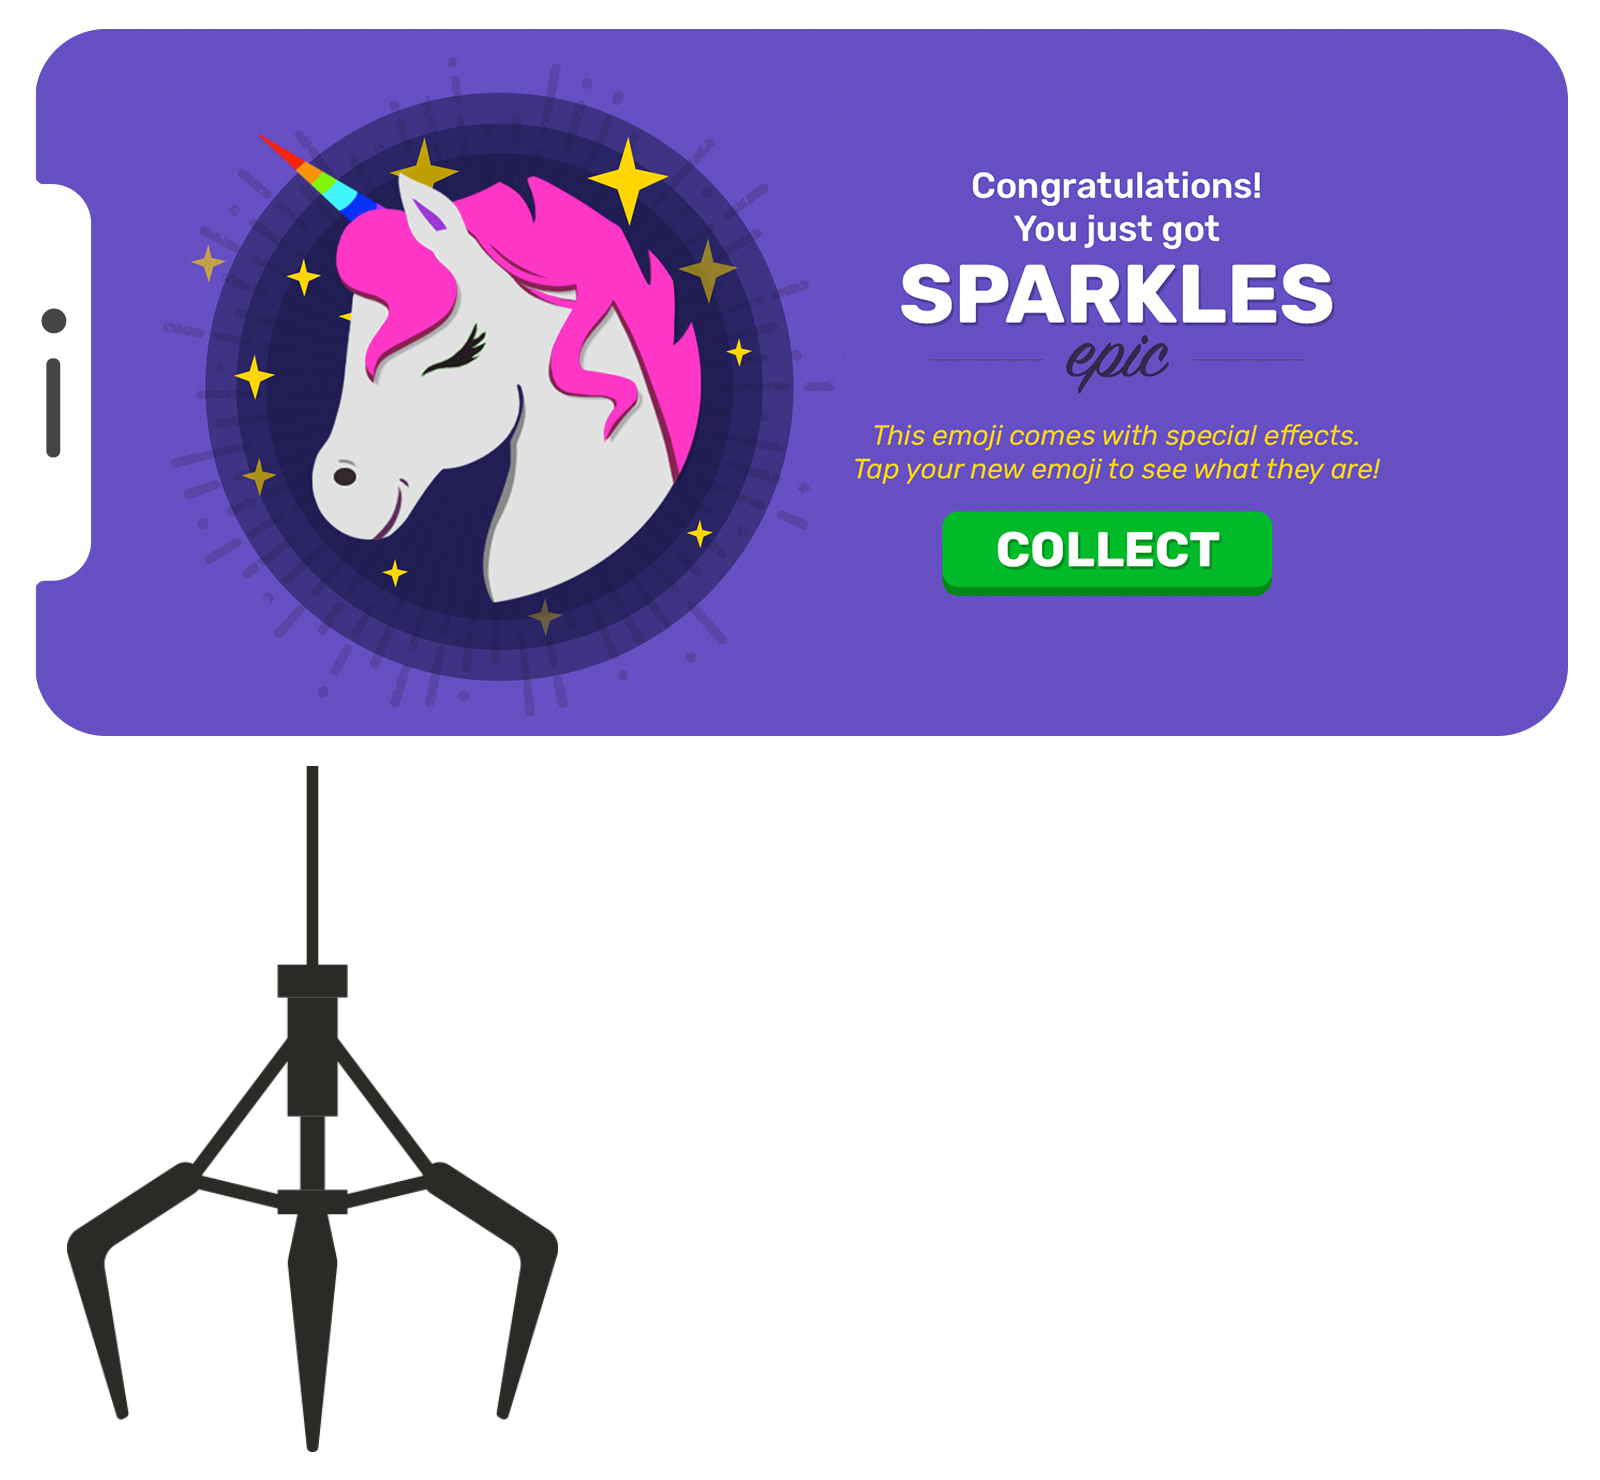 Congratulations!
You just got
SPARKLES
epic
This emoji comes with special effects.
Tap your new emoji to see what they are!
COLLECT